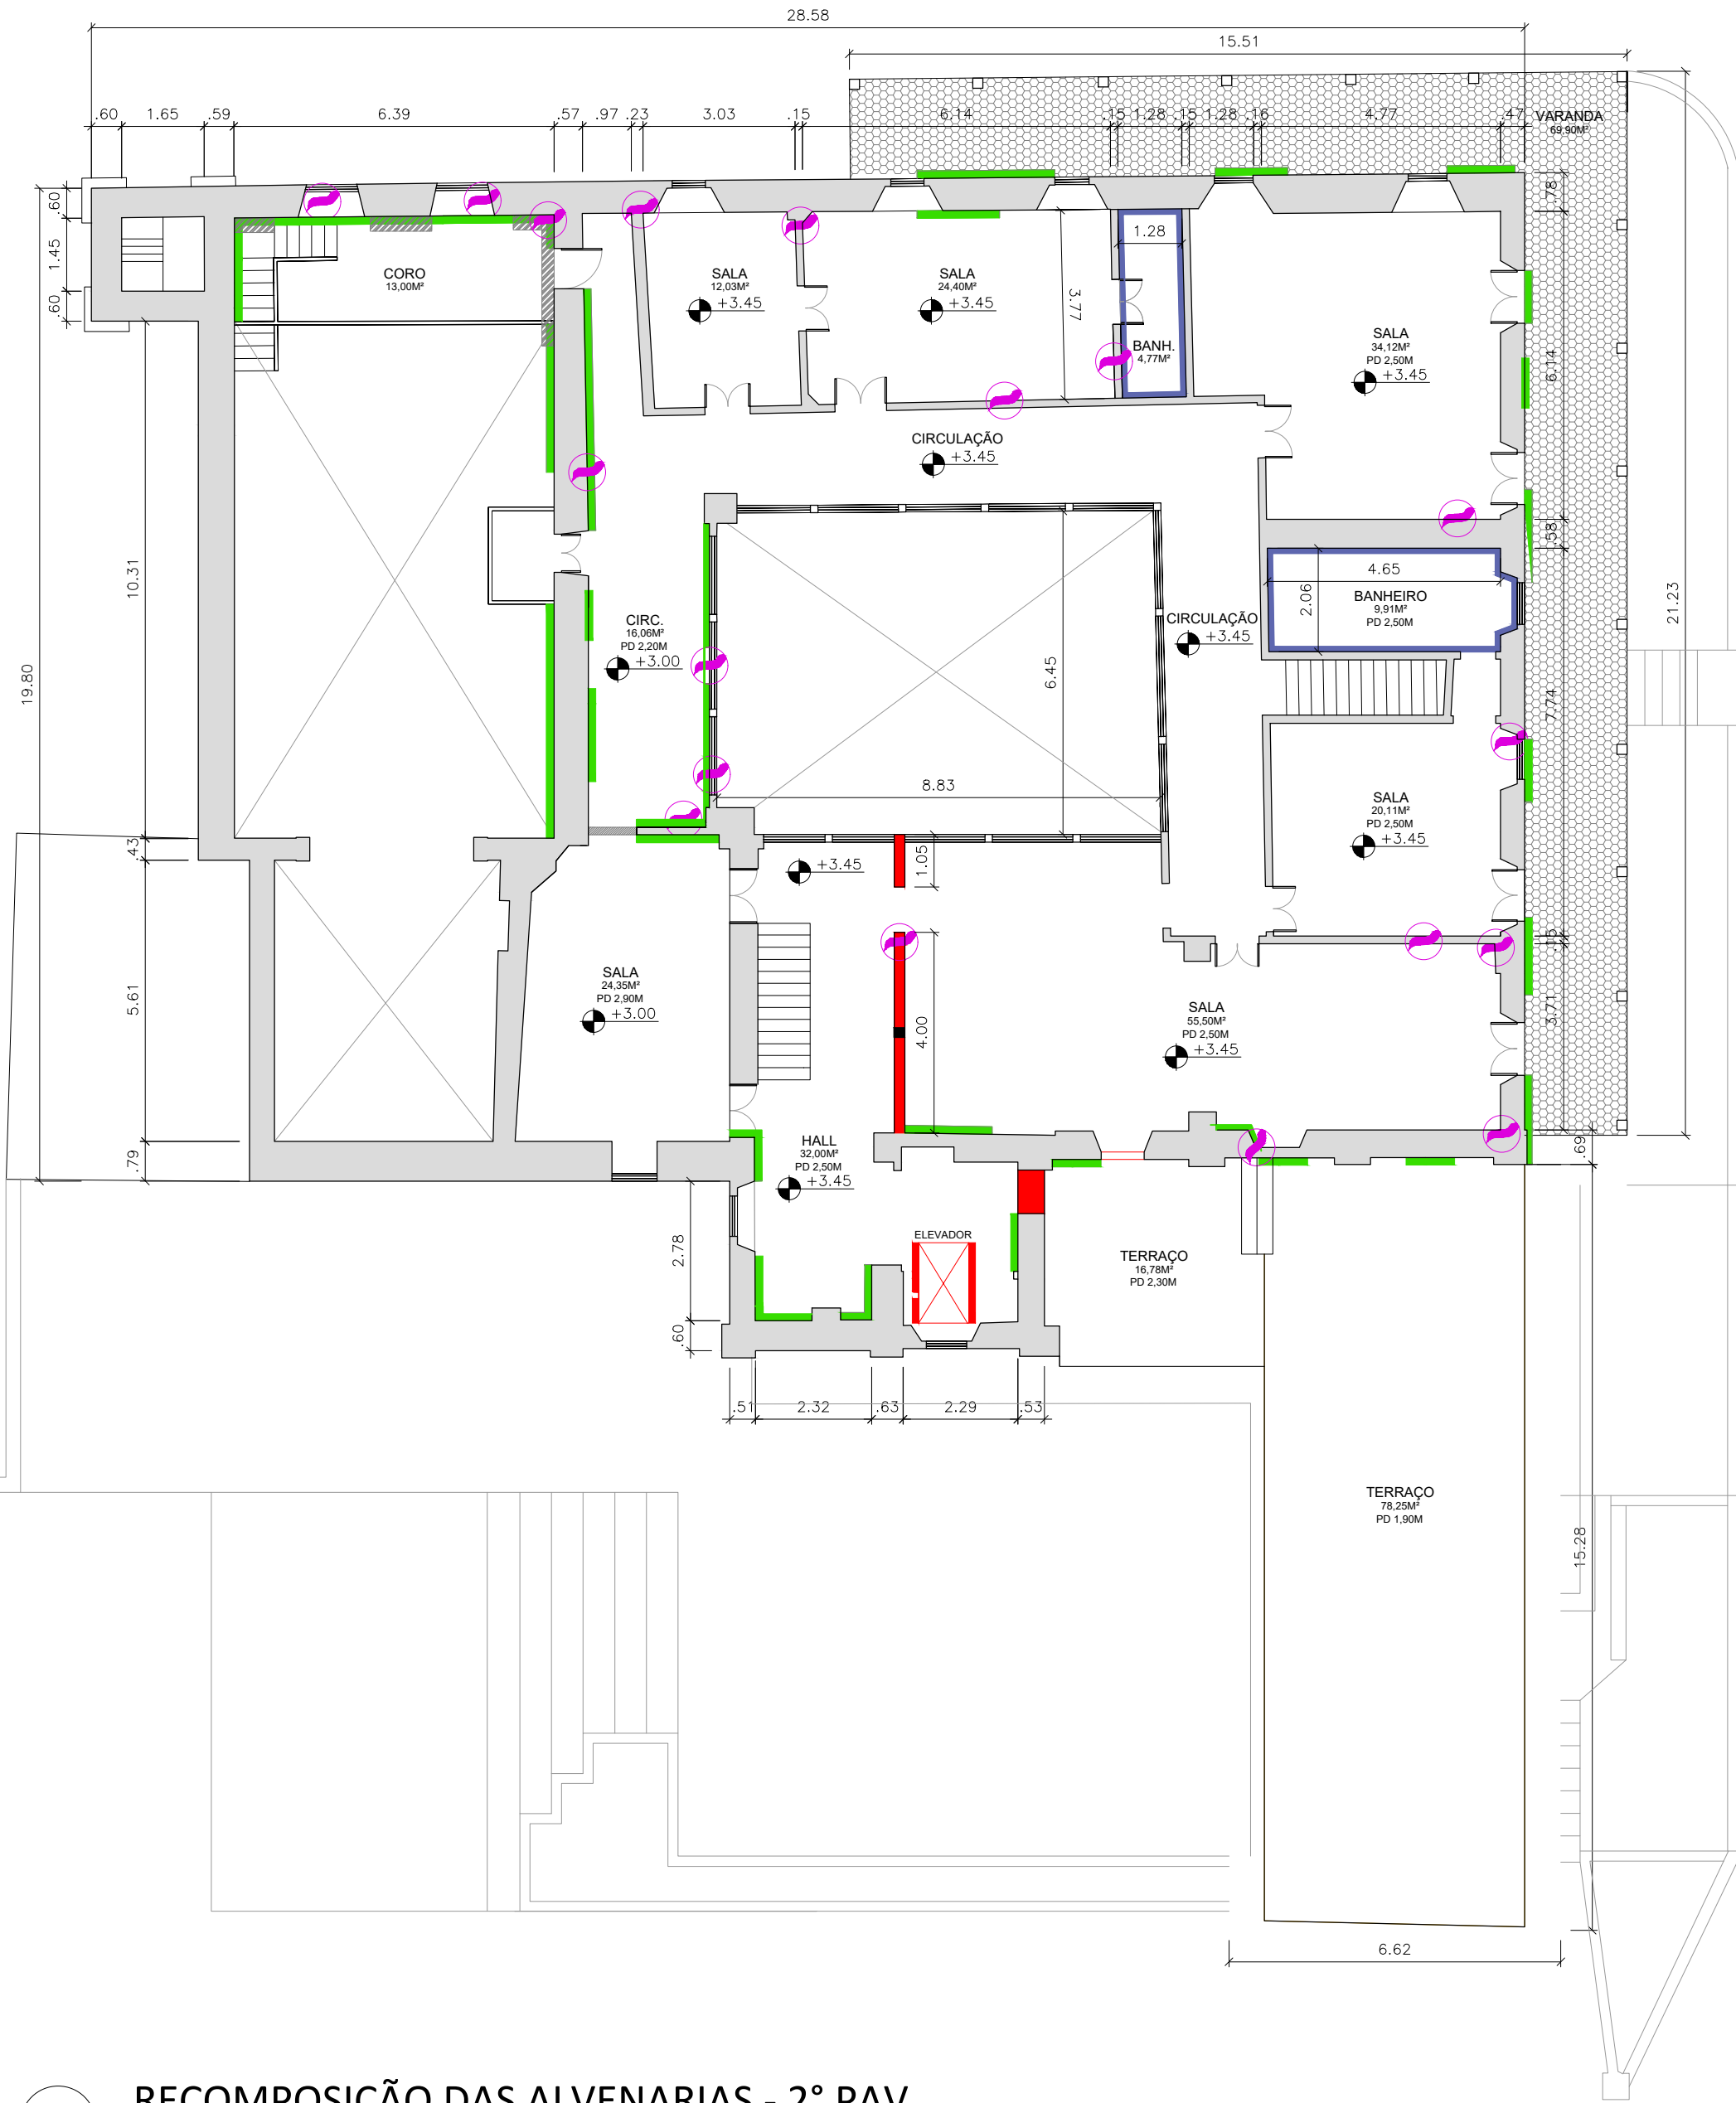 28.58
15.51
.60 1.65 .59 6.39 .57 .97 .23 3.03 .15 6.14 .15 1.28 .15 1.28 .16 4.77 .47
VARANDA
69,90M²
.60
1.45
.60
.78
CORO
13,00M²
SALA
12,03M²
+3.45
SALA
24,40M²
+3.45
3.77
1.28
BANH.
4,77M²
SALA
34,12M²
PD 2,50M
+3.45
6.14
CIRCULAÇÃO
+3.45
.58
10.31
19.80
21.23
4.65
2.06
BANHEIRO
9,91M²
PD 2,50M
CIRC.
16,06M²
PD 2,20M
+3.00
CIRCULAÇÃO
+3.45
6.45
7.74
8.83
SALA
20,11M²
PD 2,50M
+3.45
.43
+3.45
1.05
.15
SALA
24,35M²
PD 2,90M
+3.00
5.61
4.00
SALA
55,50M²
PD 2,50M
+3.45
3.71
HALL
32,00M²
PD 2,50M
+3.45
.79
.69
2.78
ELEVADOR
TERRAÇO
16,78M²
PD 2,30M
.60
.51 2.32 .63 2.29 .53
TERRAÇO
78,25M²
PD 1,90M
15.28
6.62
RECOMPOSIÇÃO DAS ALVENARIAS - 2° PAV